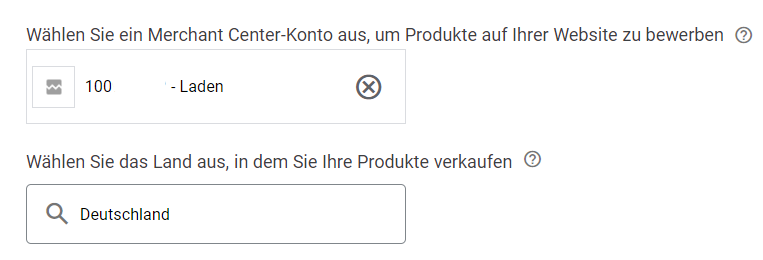 Wählen Sie ein Merchant Center-Konto aus, um Produkte auf Ihrer Website zu bewerben
100 - Laden
Wählen Sie das Land aus, in dem Sie Ihre Produkte verkaufen
Deutschland